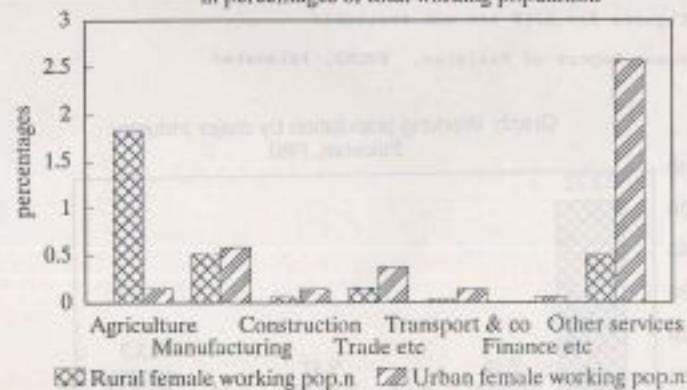 in percentages of total working population
3
2.5
2
1.5
1
0.5
0
percentages
Agriculture Construction Transport & co Other services
Manufacturing Trade etc Finance etc
Rural female working pop.n Urban female working pop.n